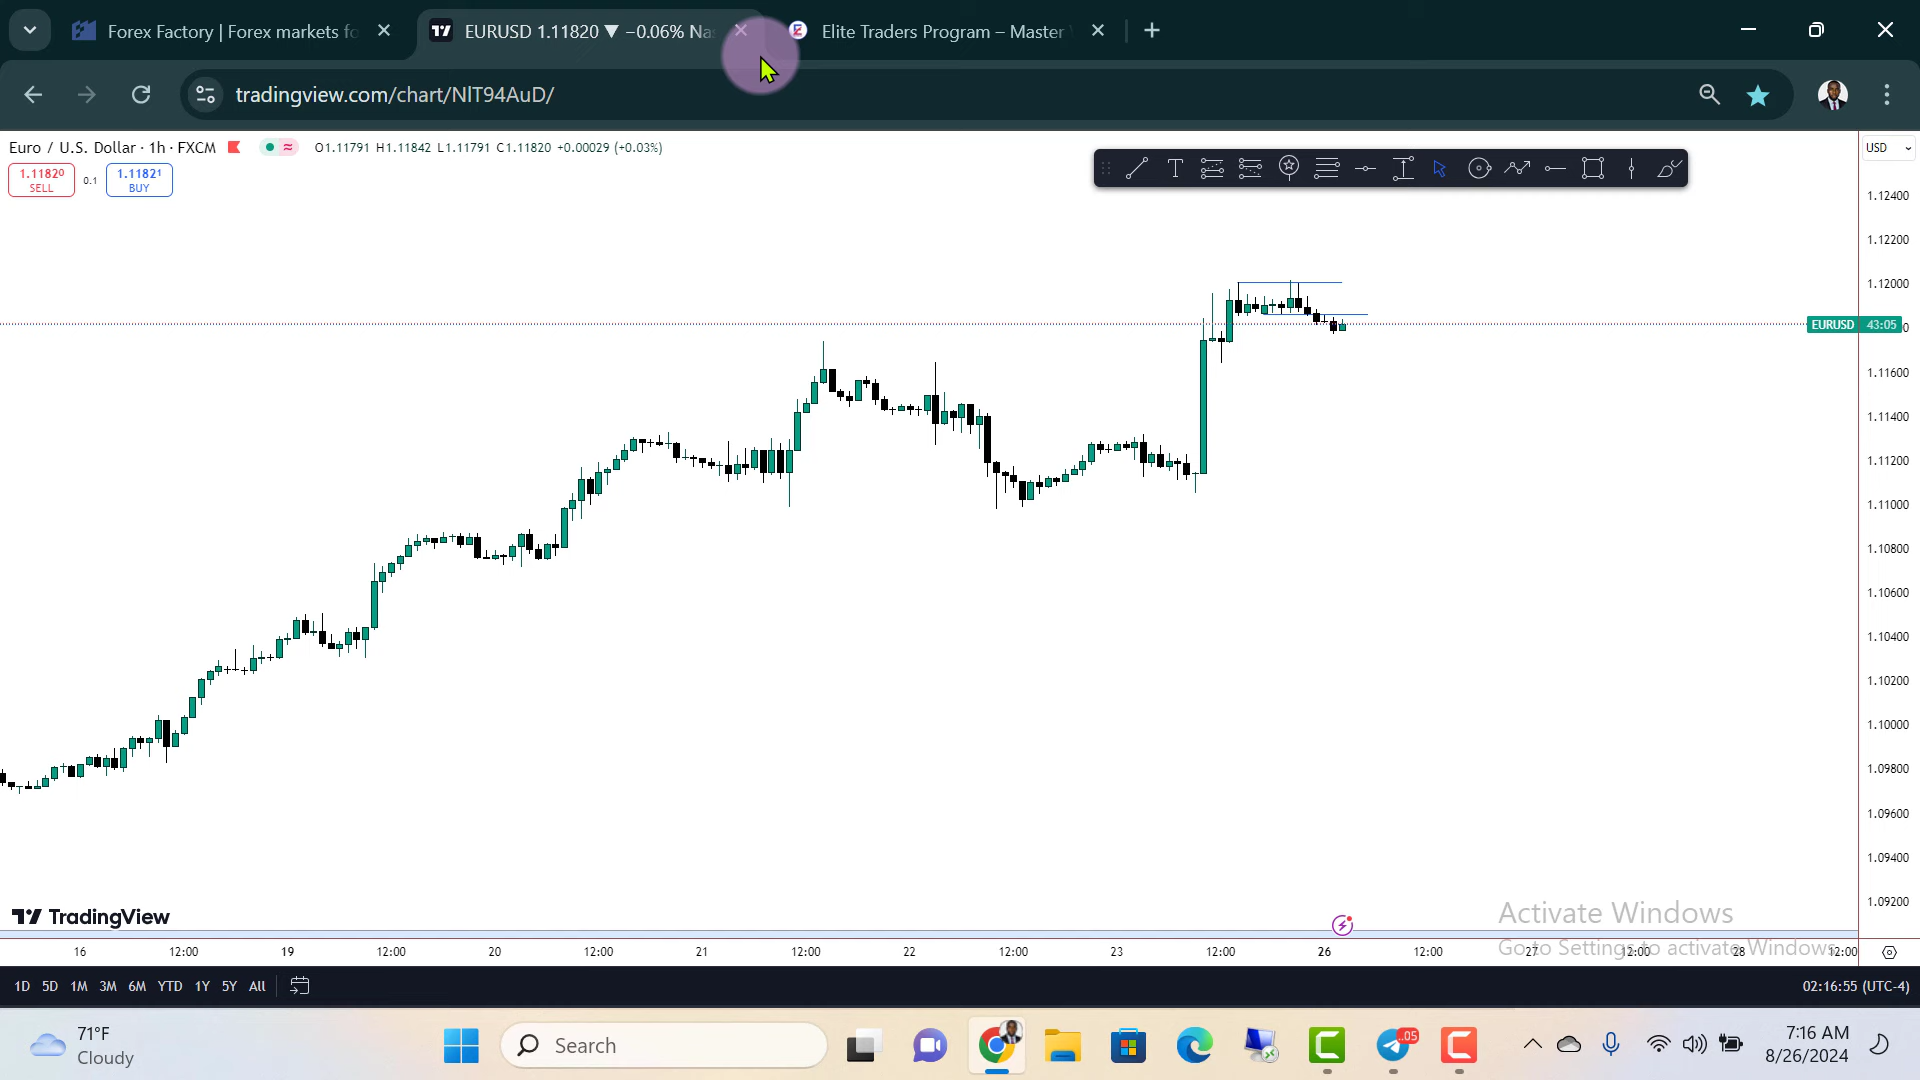 Forex Factory | Forex markets fo
EURUSD 1.11820 ▼ −0.06% Na
Elite Traders Program – Master
tradingview.com/chart/NlT94AuD/
Euro / U.S. Dollar · 1h · FXCM
O1.11791 H1.11842 L1.11791 C1.11820 +0.00029 (+0.03%)
1.11820
SELL
0.1
1.11821
BUY
USD
1.12400
1.12200
1.12000
EURUSD 43:05
1.11600
1.11400
1.11200
1.11000
1.10800
1.10600
1.10400
1.10200
1.10000
1.09800
1.09600
1.09400
1.09200
TradingView
Activate Windows
Go to Settings to activate Windows.
16 12:00 19 12:00 20 12:00 21 12:00 22 12:00 23 12:00 26 12:00 27 12:00 28 12:00
1D 5D 1M 3M 6M YTD 1Y 5Y All
02:16:55 (UTC-4)
71°F
Cloudy
Search
.05
7:16 AM
8/26/2024